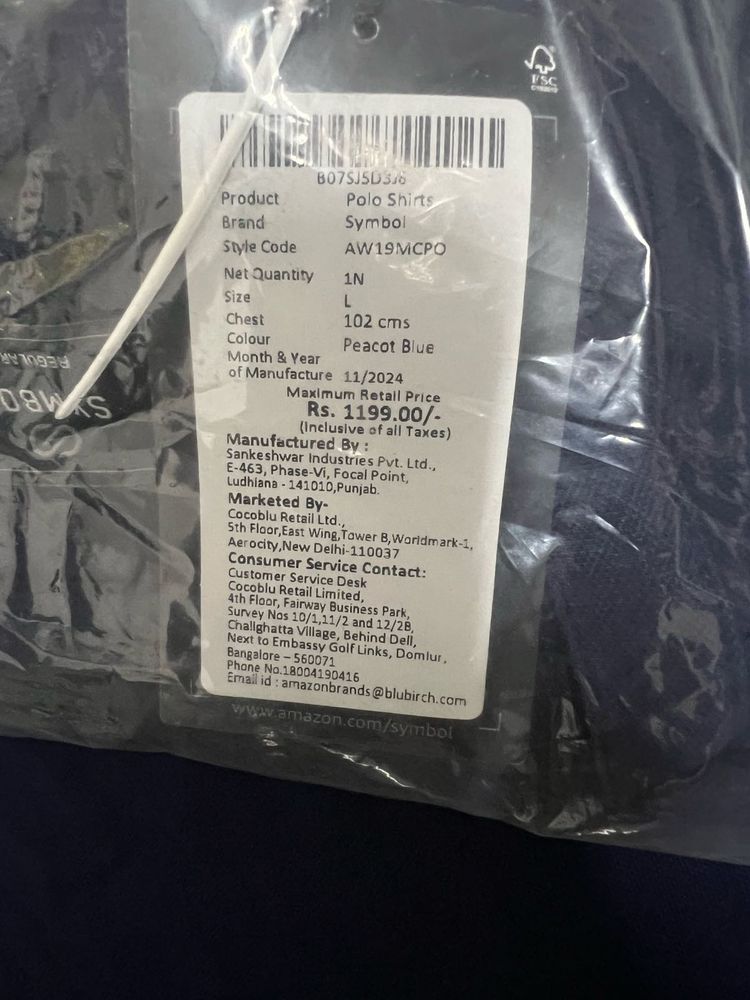 FSC
B07SJ5D3J6
Product Polo Shirts
Brand Symbol
Style Code AW19MCPO
Net Quantity 1N
Size L
Chest 102 cms
Colour Peacot Blue
Month & Year
of Manufacture 11/2024
Maximum Retail Price
Rs. 1199.00/-
(Inclusive of all Taxes)
Manufactured By :
Sankeshwar Industries Pvt. Ltd.,
E-463, Phase-Vi, Focal Point,
Ludhiana - 141010,Punjab.
Marketed By-
Cocoblu Retail Ltd.,
5th Floor,East Wing,Tower B,Worldmark-1,
Aerocity,New Delhi-110037
Consumer Service Contact:
Customer Service Desk
Cocoblu Retail Limited,
4th Floor, Fairway Business Park,
Survey Nos 10/1,11/2 and 12/2B,
Challghatta Village, Behind Dell,
Next to Embassy Golf Links, Domlur,
Bangalore – 560071
Phone No.18004190416
Email id : amazonbrands@blubirch.com
www.amazon.com/symbol
SYMBO
REGULAR